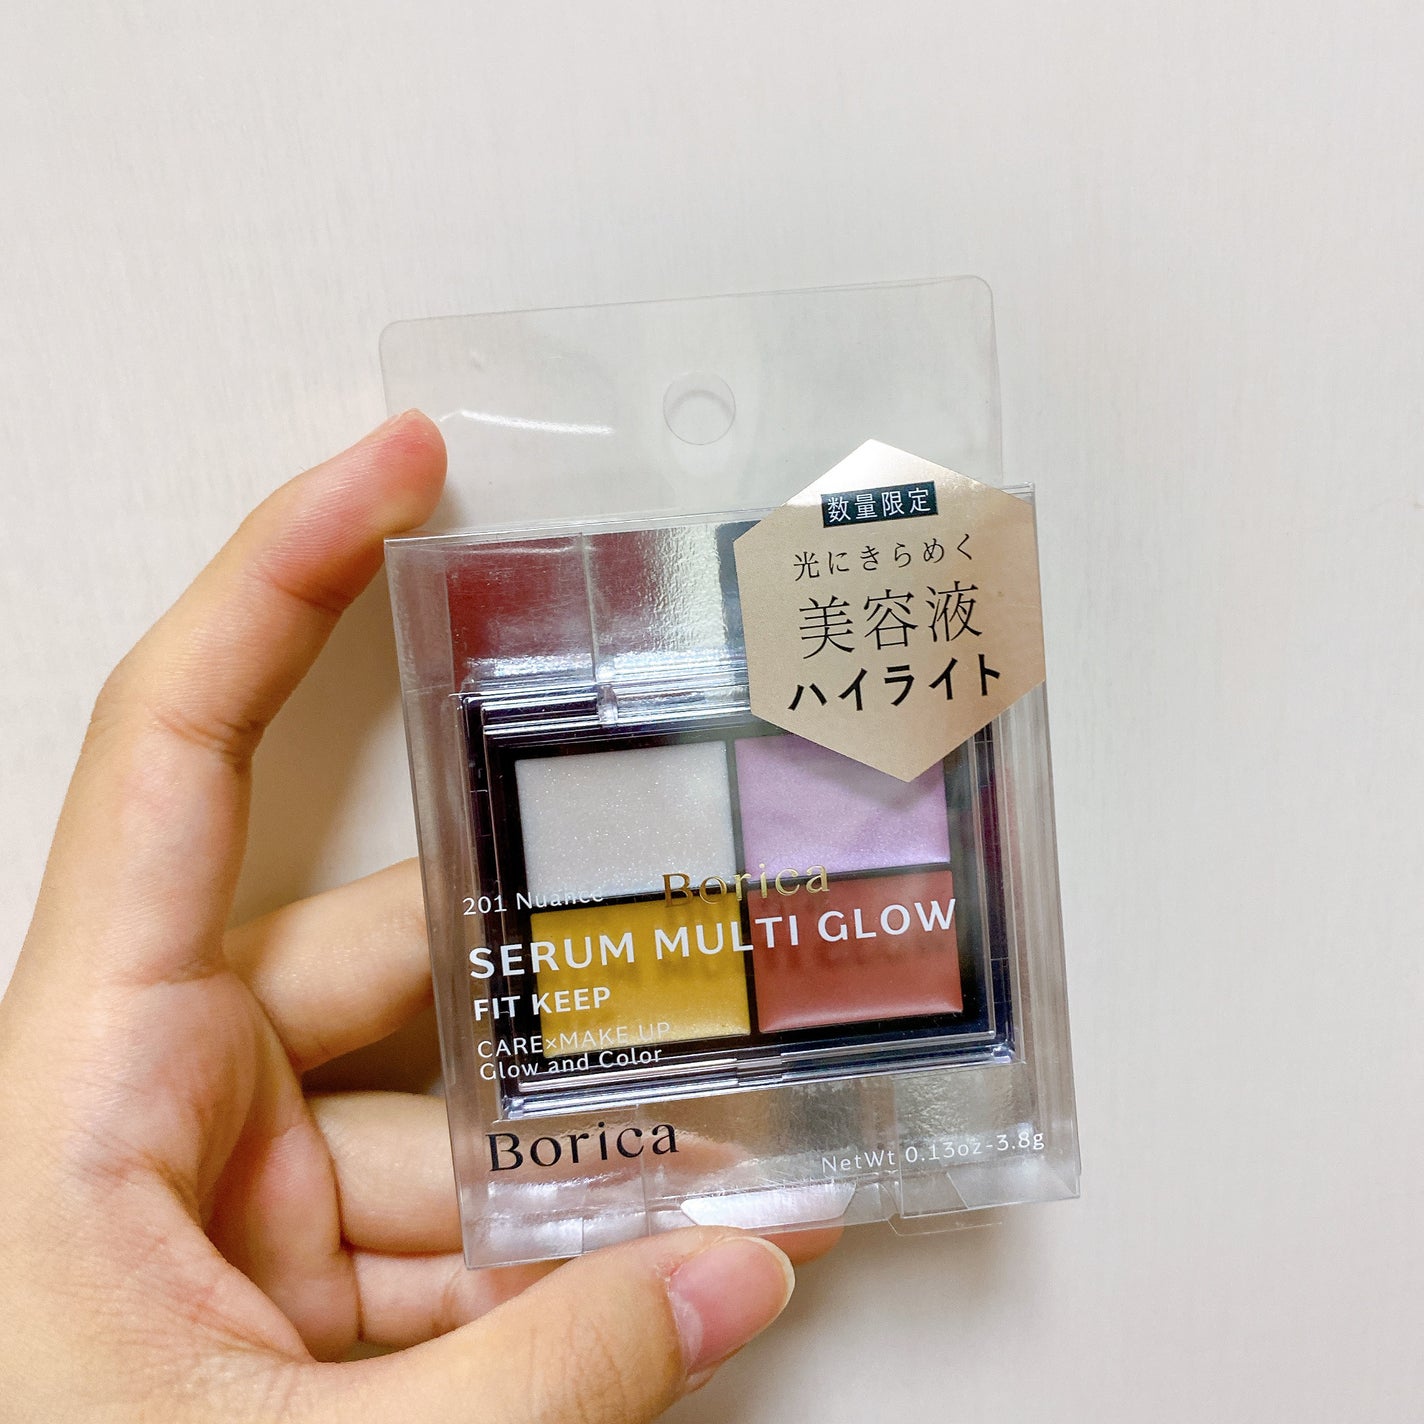 数量限定
光にきらめく
美容液
ハイライト
Borica
201 Nuance
SERUM MULTI GLOW
FIT KEEP
CARE×MAKE UP
Glow and Color
Borica
NetWt 0.13oz-3.8g